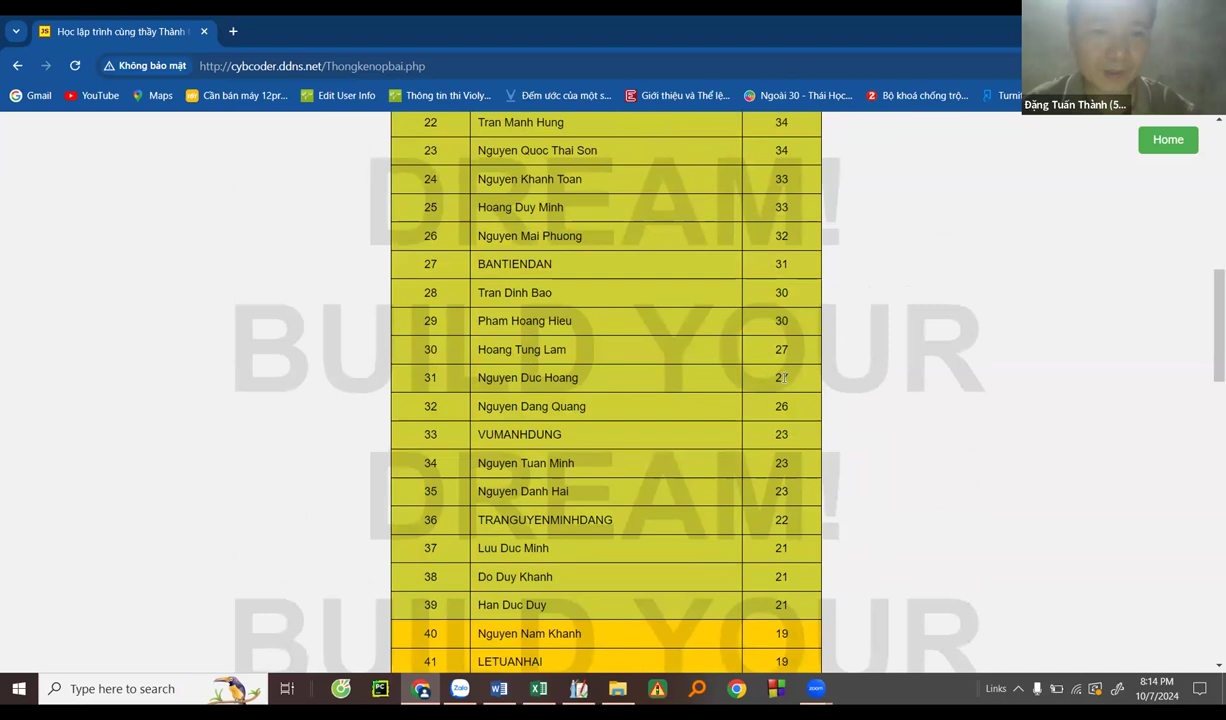 Học lập trình cùng thầy Thành
Không bảo mật
http://cybcoder.ddns.net/Thongkenopbai.php
Gmail
YouTube
Maps
Cần bán máy 12pr...
Edit User Info
Thông tin thi Violy...
Đếm ước của một s...
Giới thiệu và Thể lệ...
Ngoài 30 - Thái Học...
Bộ khoá chống trộ...
Turnit
Đặng Tuấn Thành (5...
Home
22 Tran Manh Hung 34
23 Nguyen Quoc Thai Son 34
24 Nguyen Khanh Toan 33
25 Hoang Duy Minh 33
26 Nguyen Mai Phuong 32
27 BANTIENDAN 31
28 Tran Dinh Bao 30
29 Pham Hoang Hieu 30
30 Hoang Tung Lam 27
31 Nguyen Duc Hoang
32 Nguyen Dang Quang 26
33 VUMANHDUNG 23
34 Nguyen Tuan Minh 23
35 Nguyen Danh Hai 23
36 TRANGUYENMINHDANG 22
37 Luu Duc Minh 21
38 Do Duy Khanh 21
39 Han Duc Duy 21
40 Nguyen Nam Khanh 19
41 LETUANHAI 19
DREAM!
BUILD YOUR
DREAM!
BUILD YOUR
Type here to search
Links
8:14 PM
10/7/2024